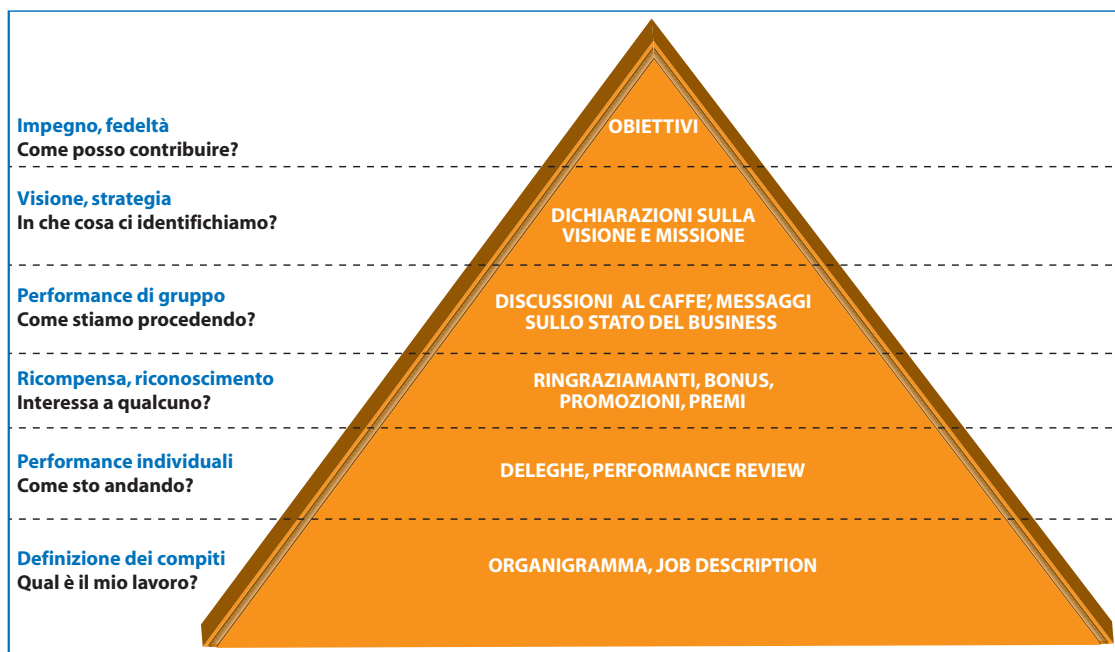 Impegno, fedeltà
Come posso contribuire?
OBIETTIVI
Visione, strategia
In che cosa ci identifichiamo?
DICHIARAZIONI SULLA
VISIONE E MISSIONE
Performance di gruppo
Come stiamo procedendo?
DISCUSSIONI AL CAFFE’, MESSAGGI
SULLO STATO DEL BUSINESS
Ricompensa, riconoscimento
Interessa a qualcuno?
RINGRAZIAMANTI, BONUS,
PROMOZIONI, PREMI
Performance individuali
Come sto andando?
DELEGHE, PERFORMANCE REVIEW
Definizione dei compiti
Qual è il mio lavoro?
ORGANIGRAMMA, JOB DESCRIPTION